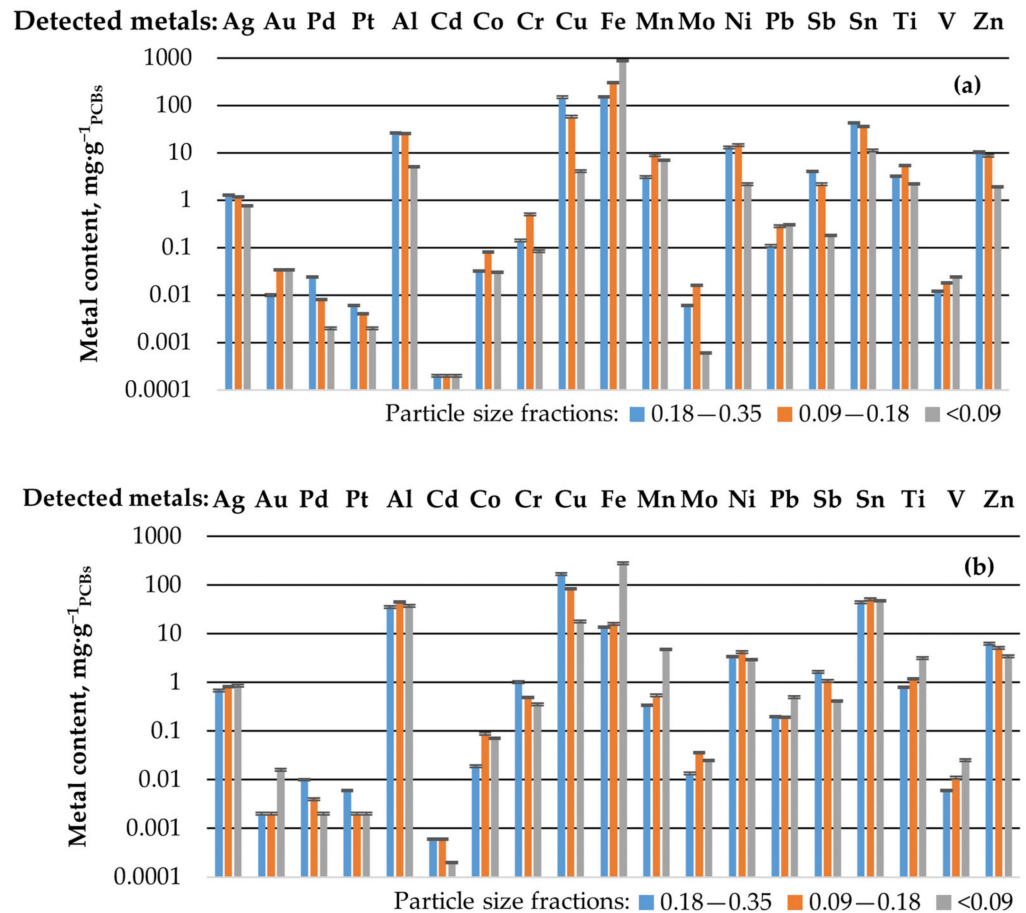 Detected metals: Ag Au Pd Pt Al Cd Co Cr Cu Fe Mn Mo Ni Pb Sb Sn Ti V Zn
Metal content, mg·g⁻¹PCBs
1000
100
10
1
0.1
0.01
0.001
0.0001
(a)
Particle size fractions: 0.18—0.35 0.09—0.18 <0.09
Detected metals: Ag Au Pd Pt Al Cd Co Cr Cu Fe Mn Mo Ni Pb Sb Sn Ti V Zn
Metal content, mg·g⁻¹PCBs
1000
100
10
1
0.1
0.01
0.001
0.0001
(b)
Particle size fractions: 0.18—0.35 0.09—0.18 <0.09